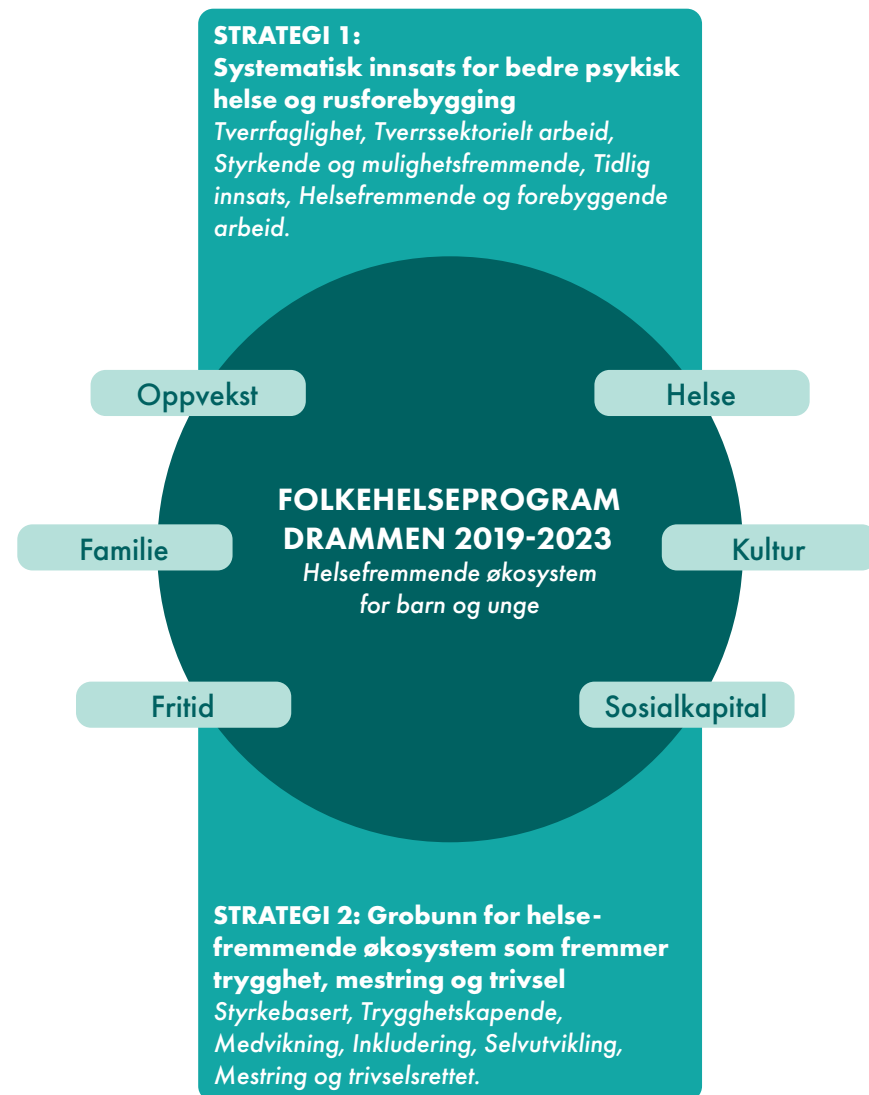 STRATEGI 1:
Systematisk innsats for bedre psykisk
helse og rusforebygging
Tverrfaglighet, Tverrssektorielt arbeid,
Styrkende og mulighetsfremmende, Tidlig
innsats, Helsefremmende og forebyggende
arbeid.
Oppvekst
Helse
FOLKEHELSEPROGRAM
DRAMMEN 2019-2023
Helsefremmende økosystem
for barn og unge
Familie
Kultur
Fritid
Sosialkapital
STRATEGI 2: Grobunn for helse-
fremmende økosystem som fremmer
trygghet, mestring og trivsel
Styrkebasert, Trygghetskapende,
Medvikning, Inkludering, Selvutvikling,
Mestring og trivselsrettet.